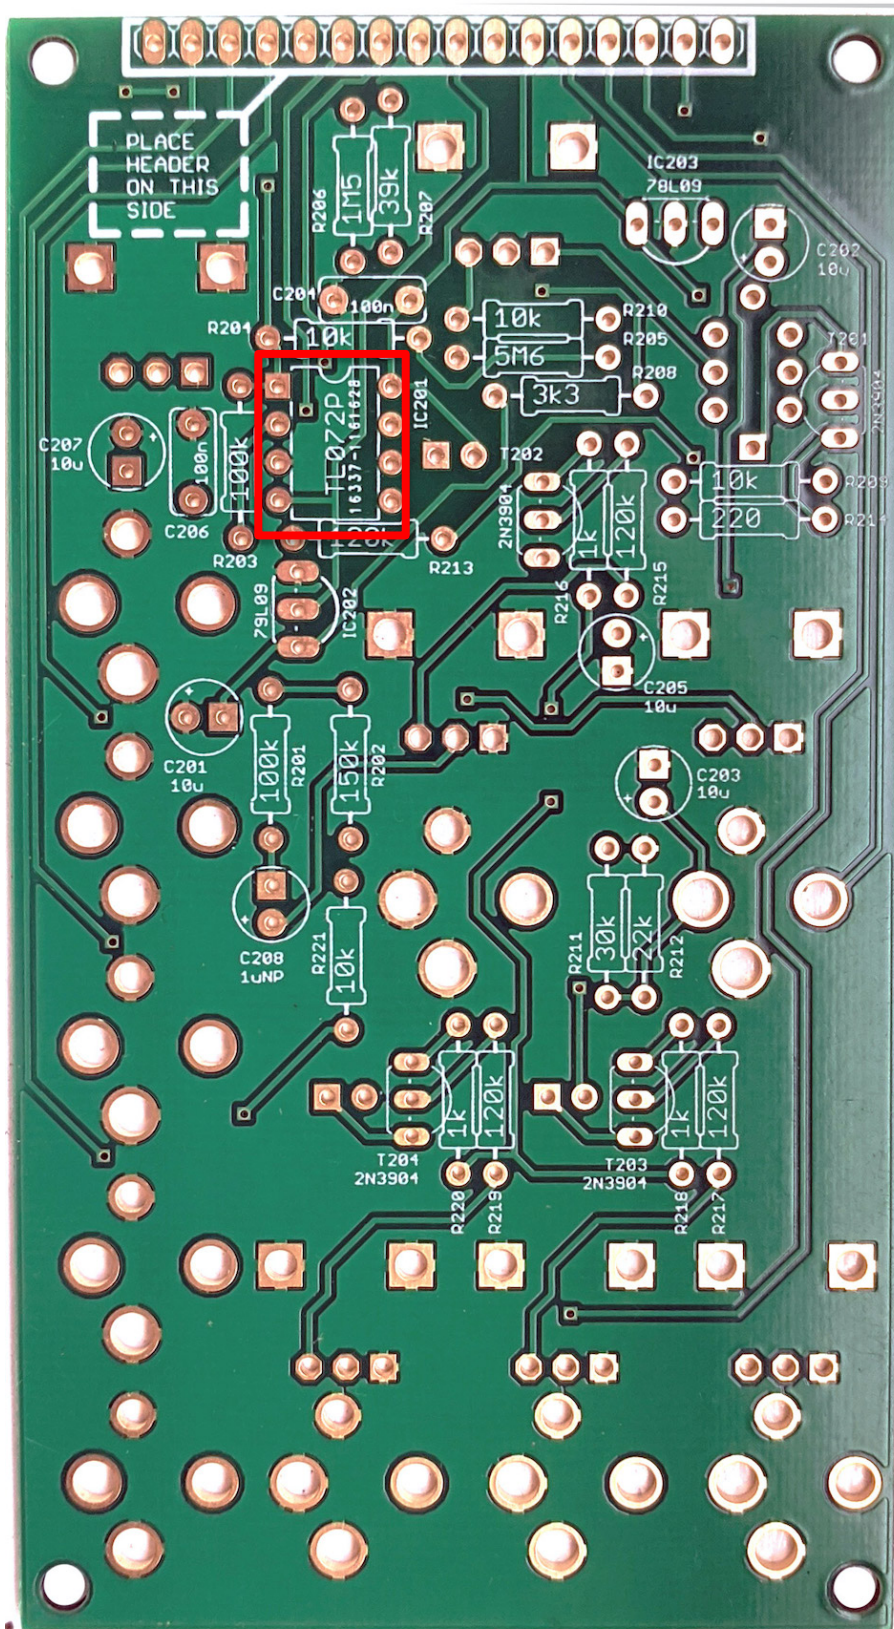 PLACE
HEADER
ON THIS
SIDE
R206
1M5
39k
R207
IC203
78L09
C202
10u
C204
100n
R204
10k
10k
R210
5M6
R205
3k3
R208
T201
2N3904
TL072P
16337-1161628
IC201
C207
10u
100n
C206
100k
R203
R213
T202
2N3904
1k
120k
R216
R215
10k
R209
220
79L09
IC202
C205
10u
C201
10u
100k
R201
150k
R202
C203
10u
C208
1uNP
R221
10k
R211
30k
22k
R212
1k
120k
T204
2N3904
R220
R219
1k
120k
T203
2N3904
R218
R217